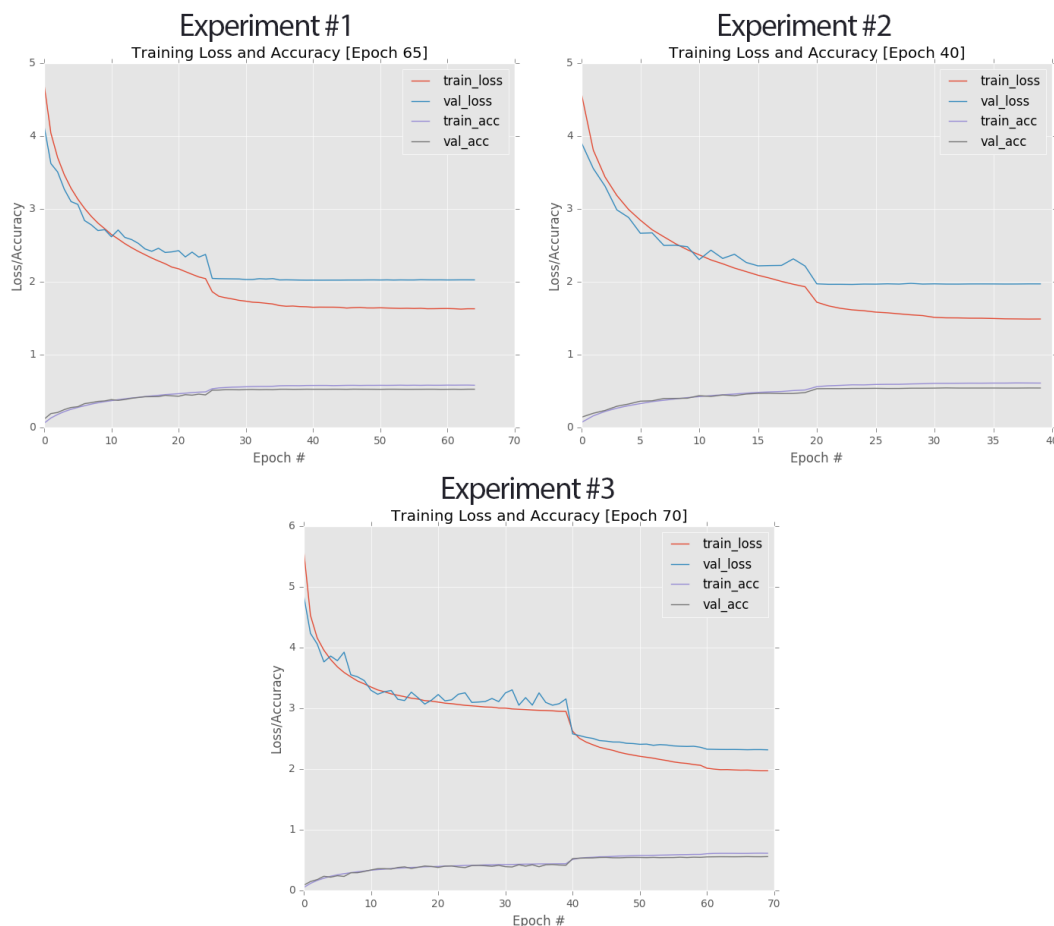 Experiment #1
Training Loss and Accuracy [Epoch 65]
5
4
3
2
1
0
Loss/Accuracy
train_loss
val_loss
train_acc
val_acc
0 10 20 30 40 50 60 70
Epoch #
Experiment #2
Training Loss and Accuracy [Epoch 40]
5
4
3
2
1
0
Loss/Accuracy
train_loss
val_loss
train_acc
val_acc
0 5 10 15 20 25 30 35 40
Epoch #
Experiment #3
Training Loss and Accuracy [Epoch 70]
6
5
4
3
2
1
0
Loss/Accuracy
train_loss
val_loss
train_acc
val_acc
0 10 20 30 40 50 60 70
Epoch #